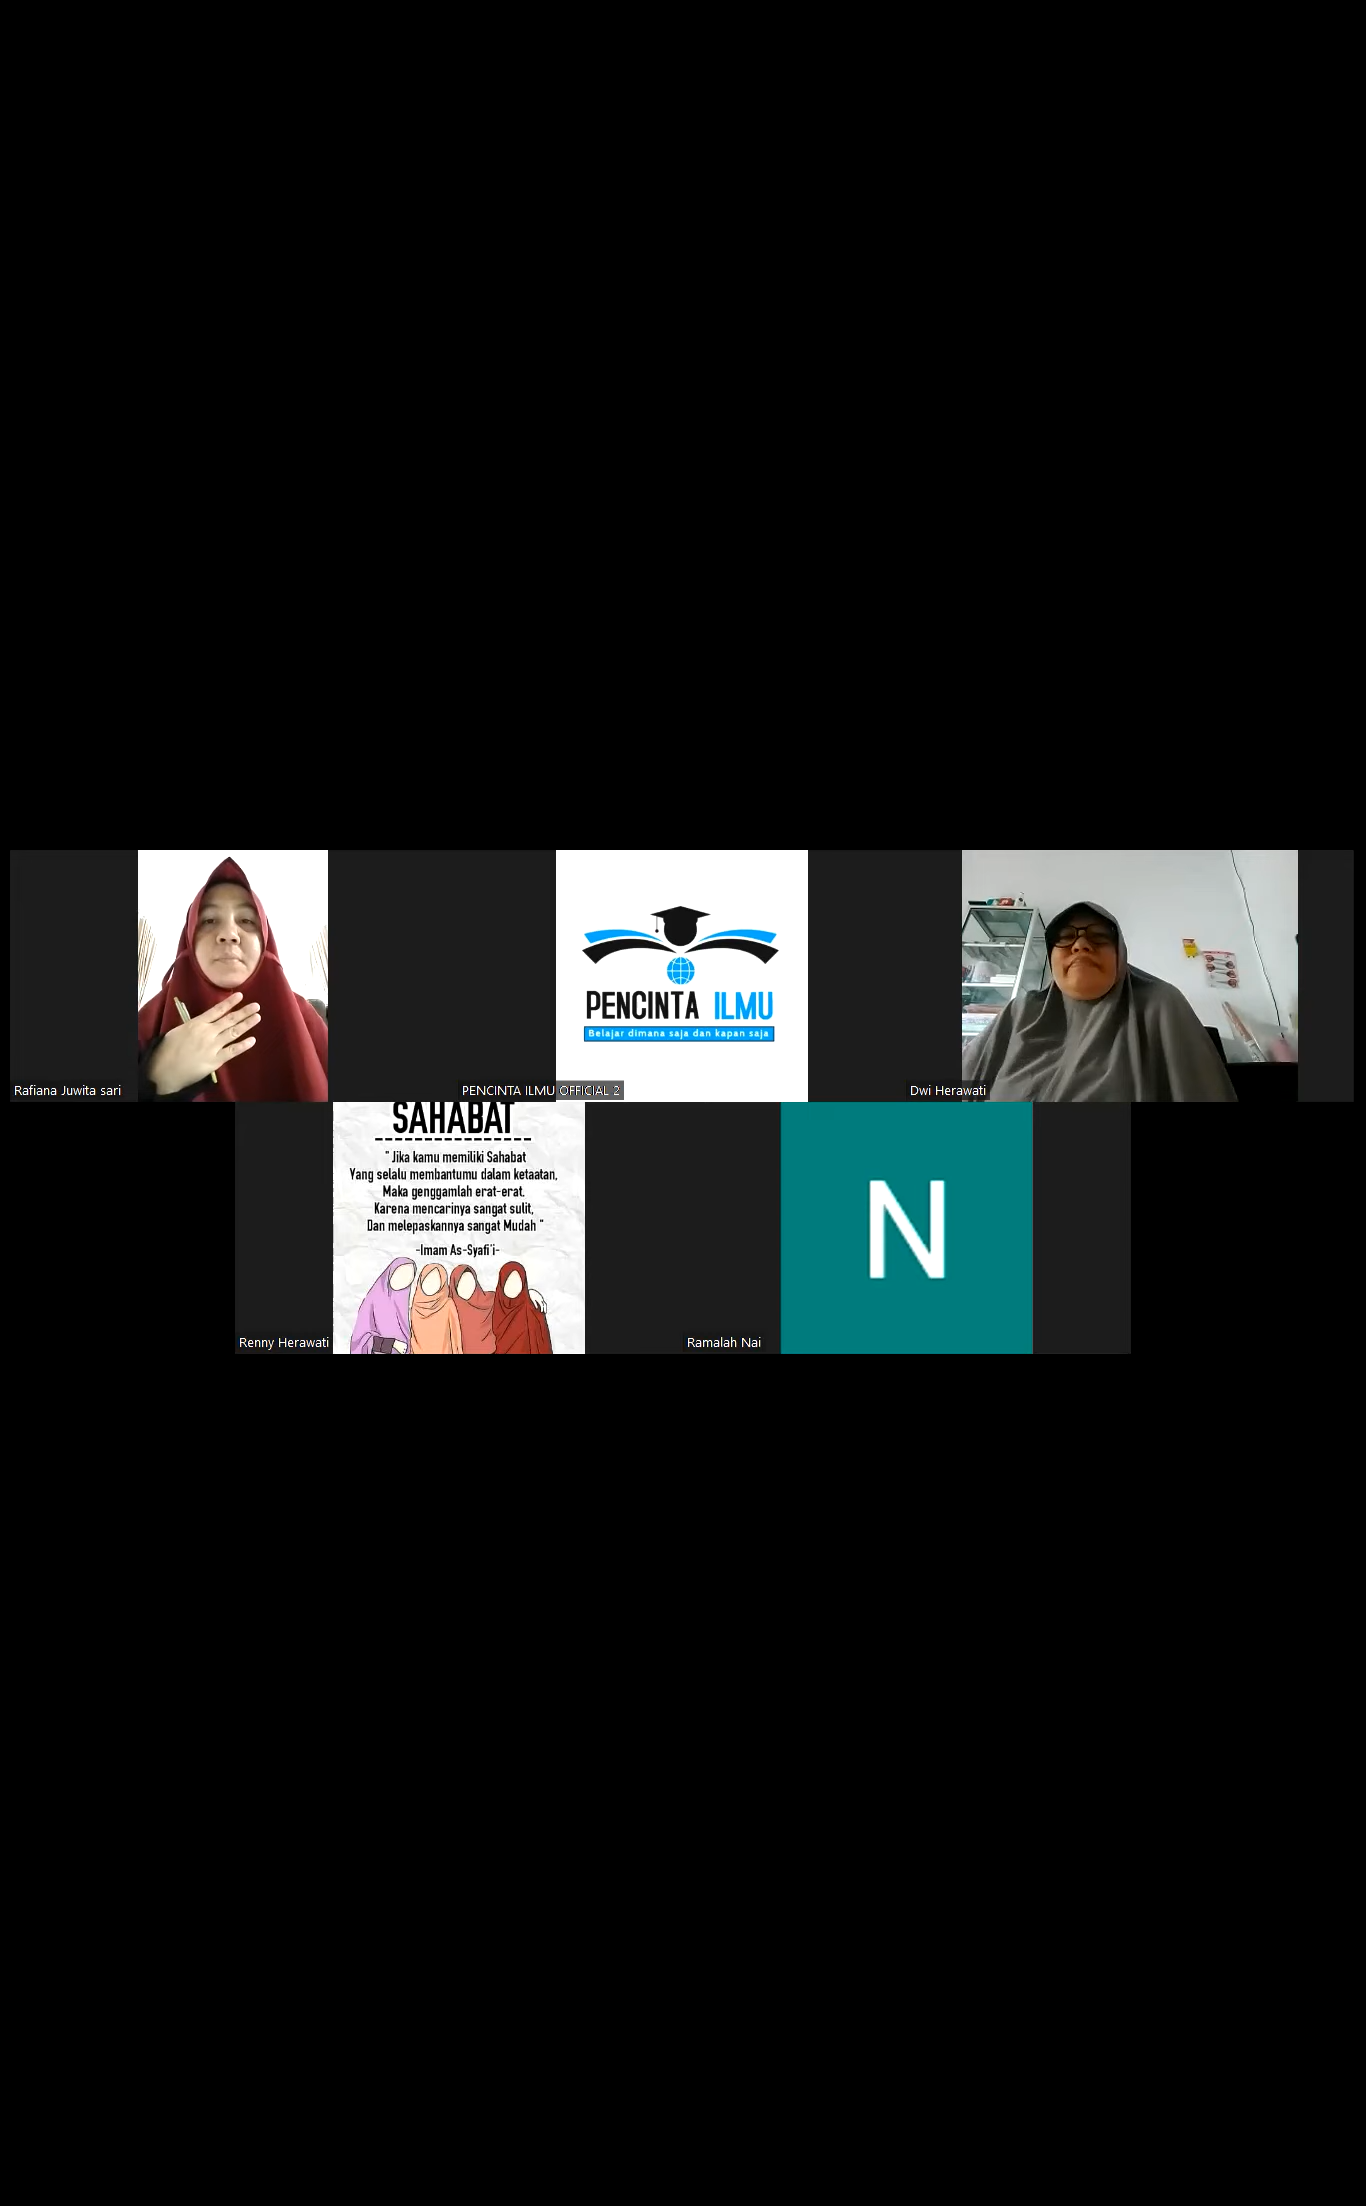 PENCINTA ILMU
Belajar dimana saja dan kapan saja
Rafiana Juwita sari
PENCINTA ILMU OFFICIAL 2
Dwi Herawati
SAHABAT
" Jika kamu memiliki Sahabat
Yang selalu membantumu dalam ketaatan,
Maka genggamlah erat-erat.
Karena mencarinya sangat sulit,
Dan melepaskannya sangat Mudah "
-Imam As-Syafi'i-
N
Renny Herawati
Ramalah Nai